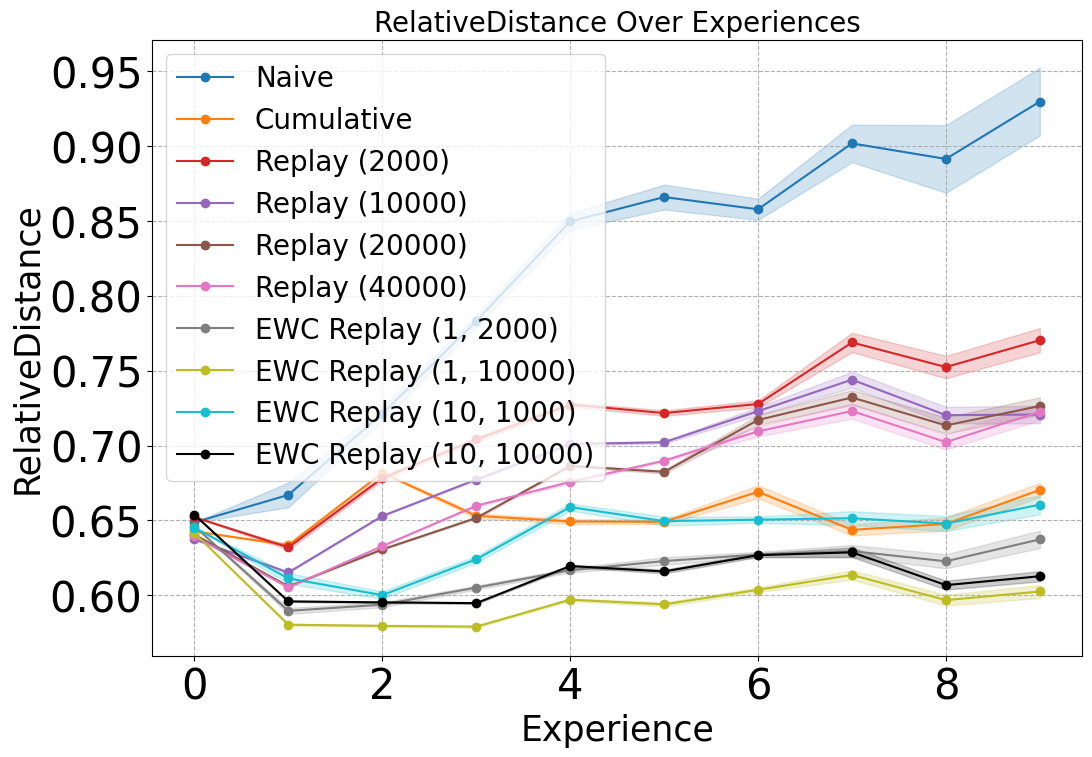 RelativeDistance Over Experiences
RelativeDistance
0.95
0.90
0.85
0.80
0.75
0.70
0.65
0.60
Naive
Cumulative
Replay (2000)
Replay (10000)
Replay (20000)
Replay (40000)
EWC Replay (1, 2000)
EWC Replay (1, 10000)
EWC Replay (10, 1000)
EWC Replay (10, 10000)
0 2 4 6 8
Experience